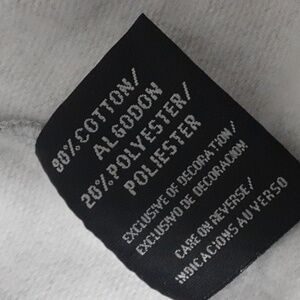 80% COTTON/
ALGODON
20% POLYESTER/
POLIESTER
EXCLUSIVE OF DECORATION/
EXCLUSIVO DE DECORACION
CARE ON REVERSE/
INDICACIONS AU VERSO